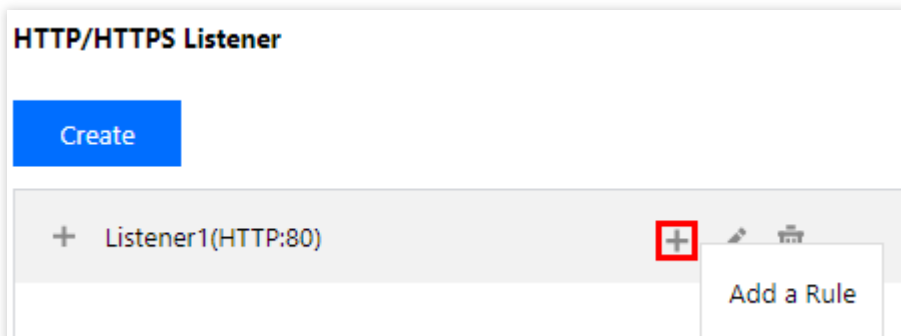 HTTP/HTTPS Listener
Create
Listener1(HTTP:80)
Add a Rule